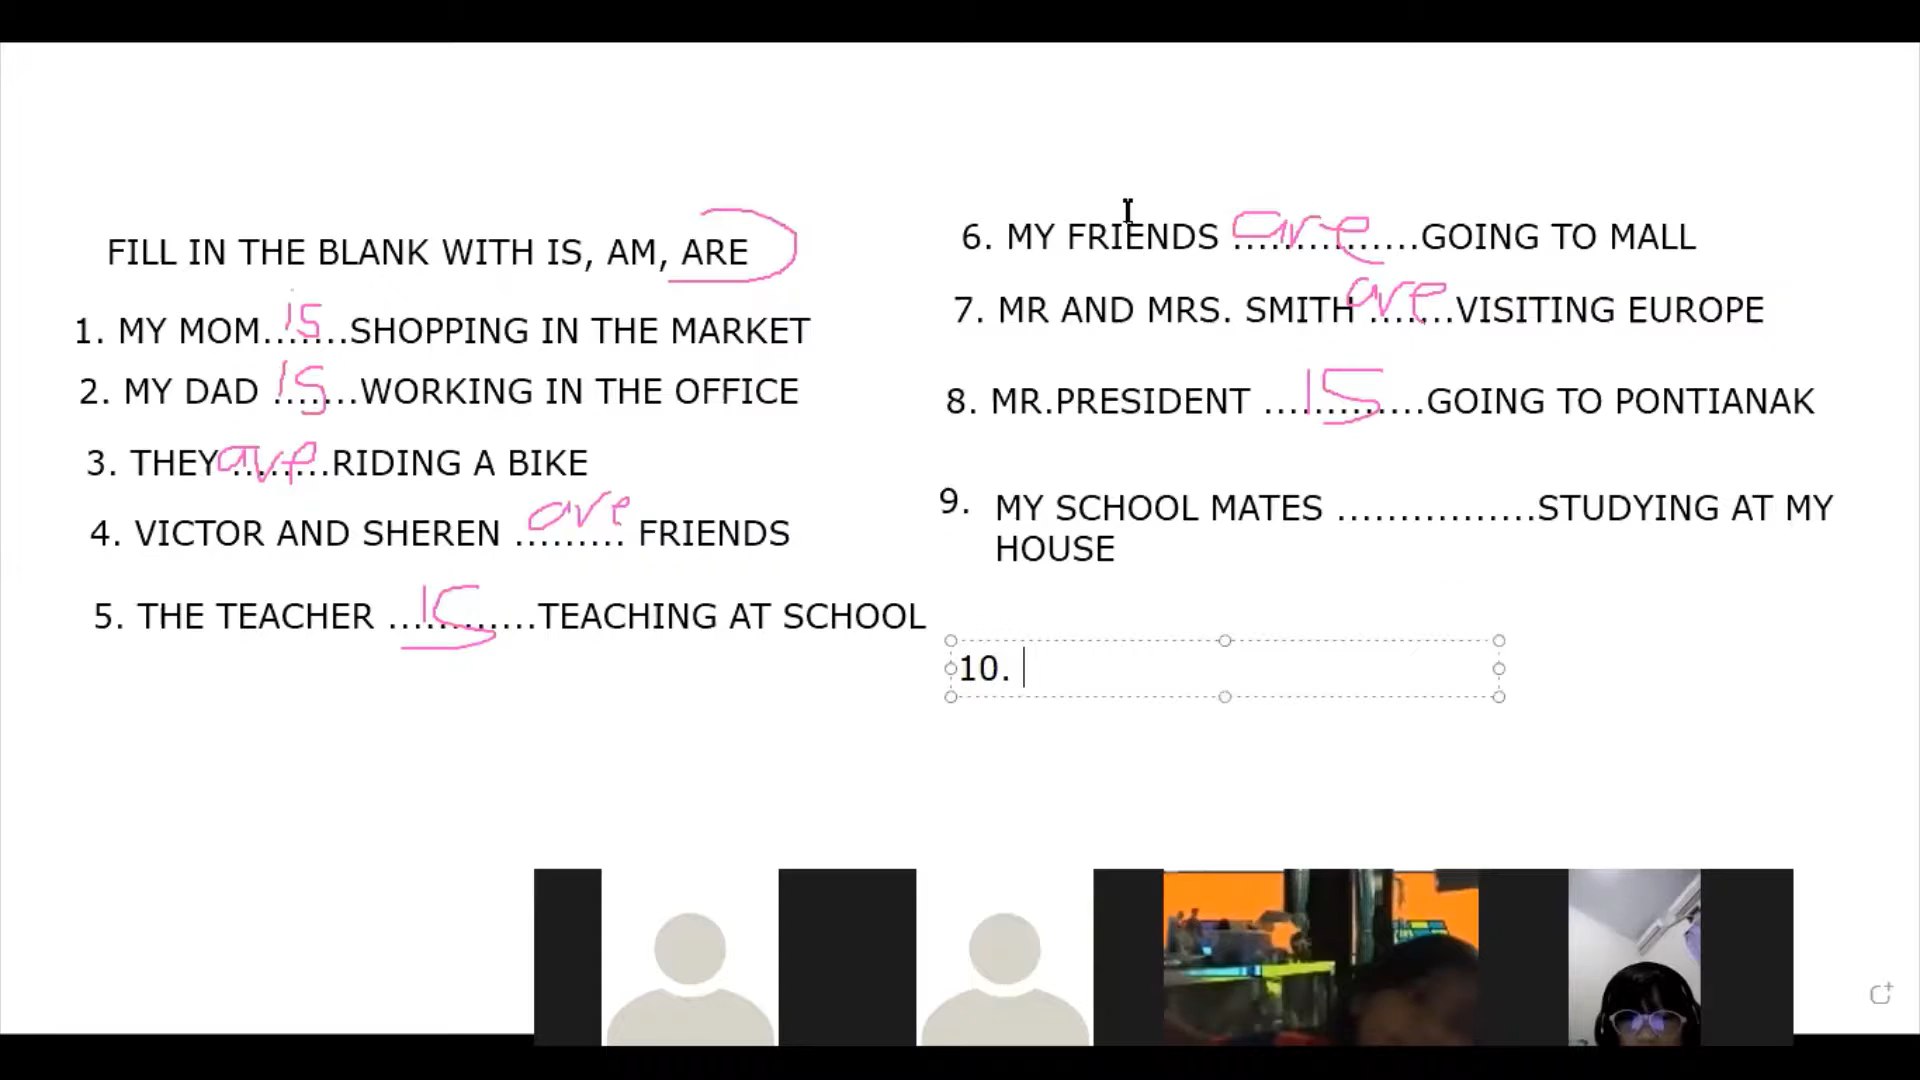 FILL IN THE BLANK WITH IS, AM, ARE
1. MY MOM...is....SHOPPING IN THE MARKET
2. MY DAD ..is.....WORKING IN THE OFFICE
3. THEY ..are......RIDING A BIKE
4. VICTOR AND SHEREN ...are...... FRIENDS
5. THE TEACHER ....is........TEACHING AT SCHOOL
6. MY FRIENDS ....are...........GOING TO MALL
7. MR AND MRS. SMITH ..are.....VISITING EUROPE
8. MR.PRESIDENT ....is.........GOING TO PONTIANAK
9. MY SCHOOL MATES ................STUDYING AT MY
HOUSE
10.